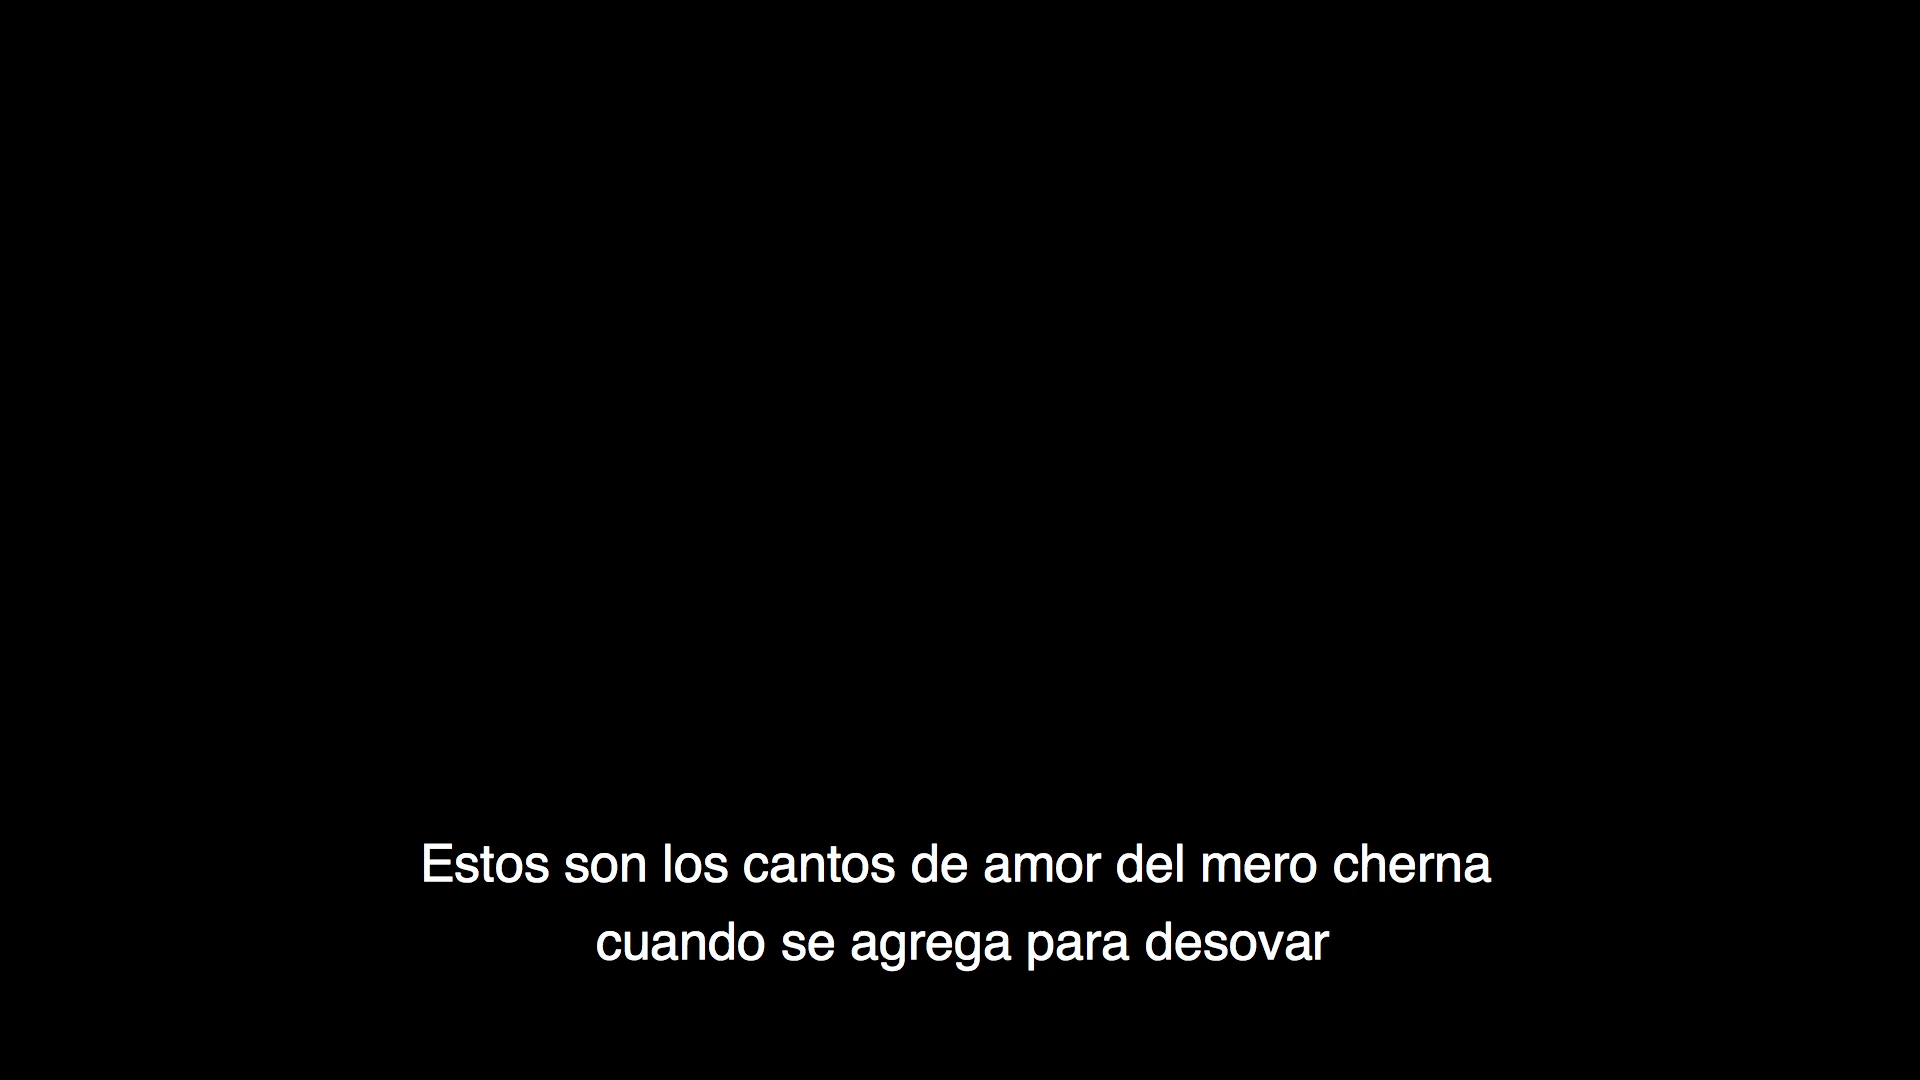 Estos son los cantos de amor del mero cherna
cuando se agrega para desovar